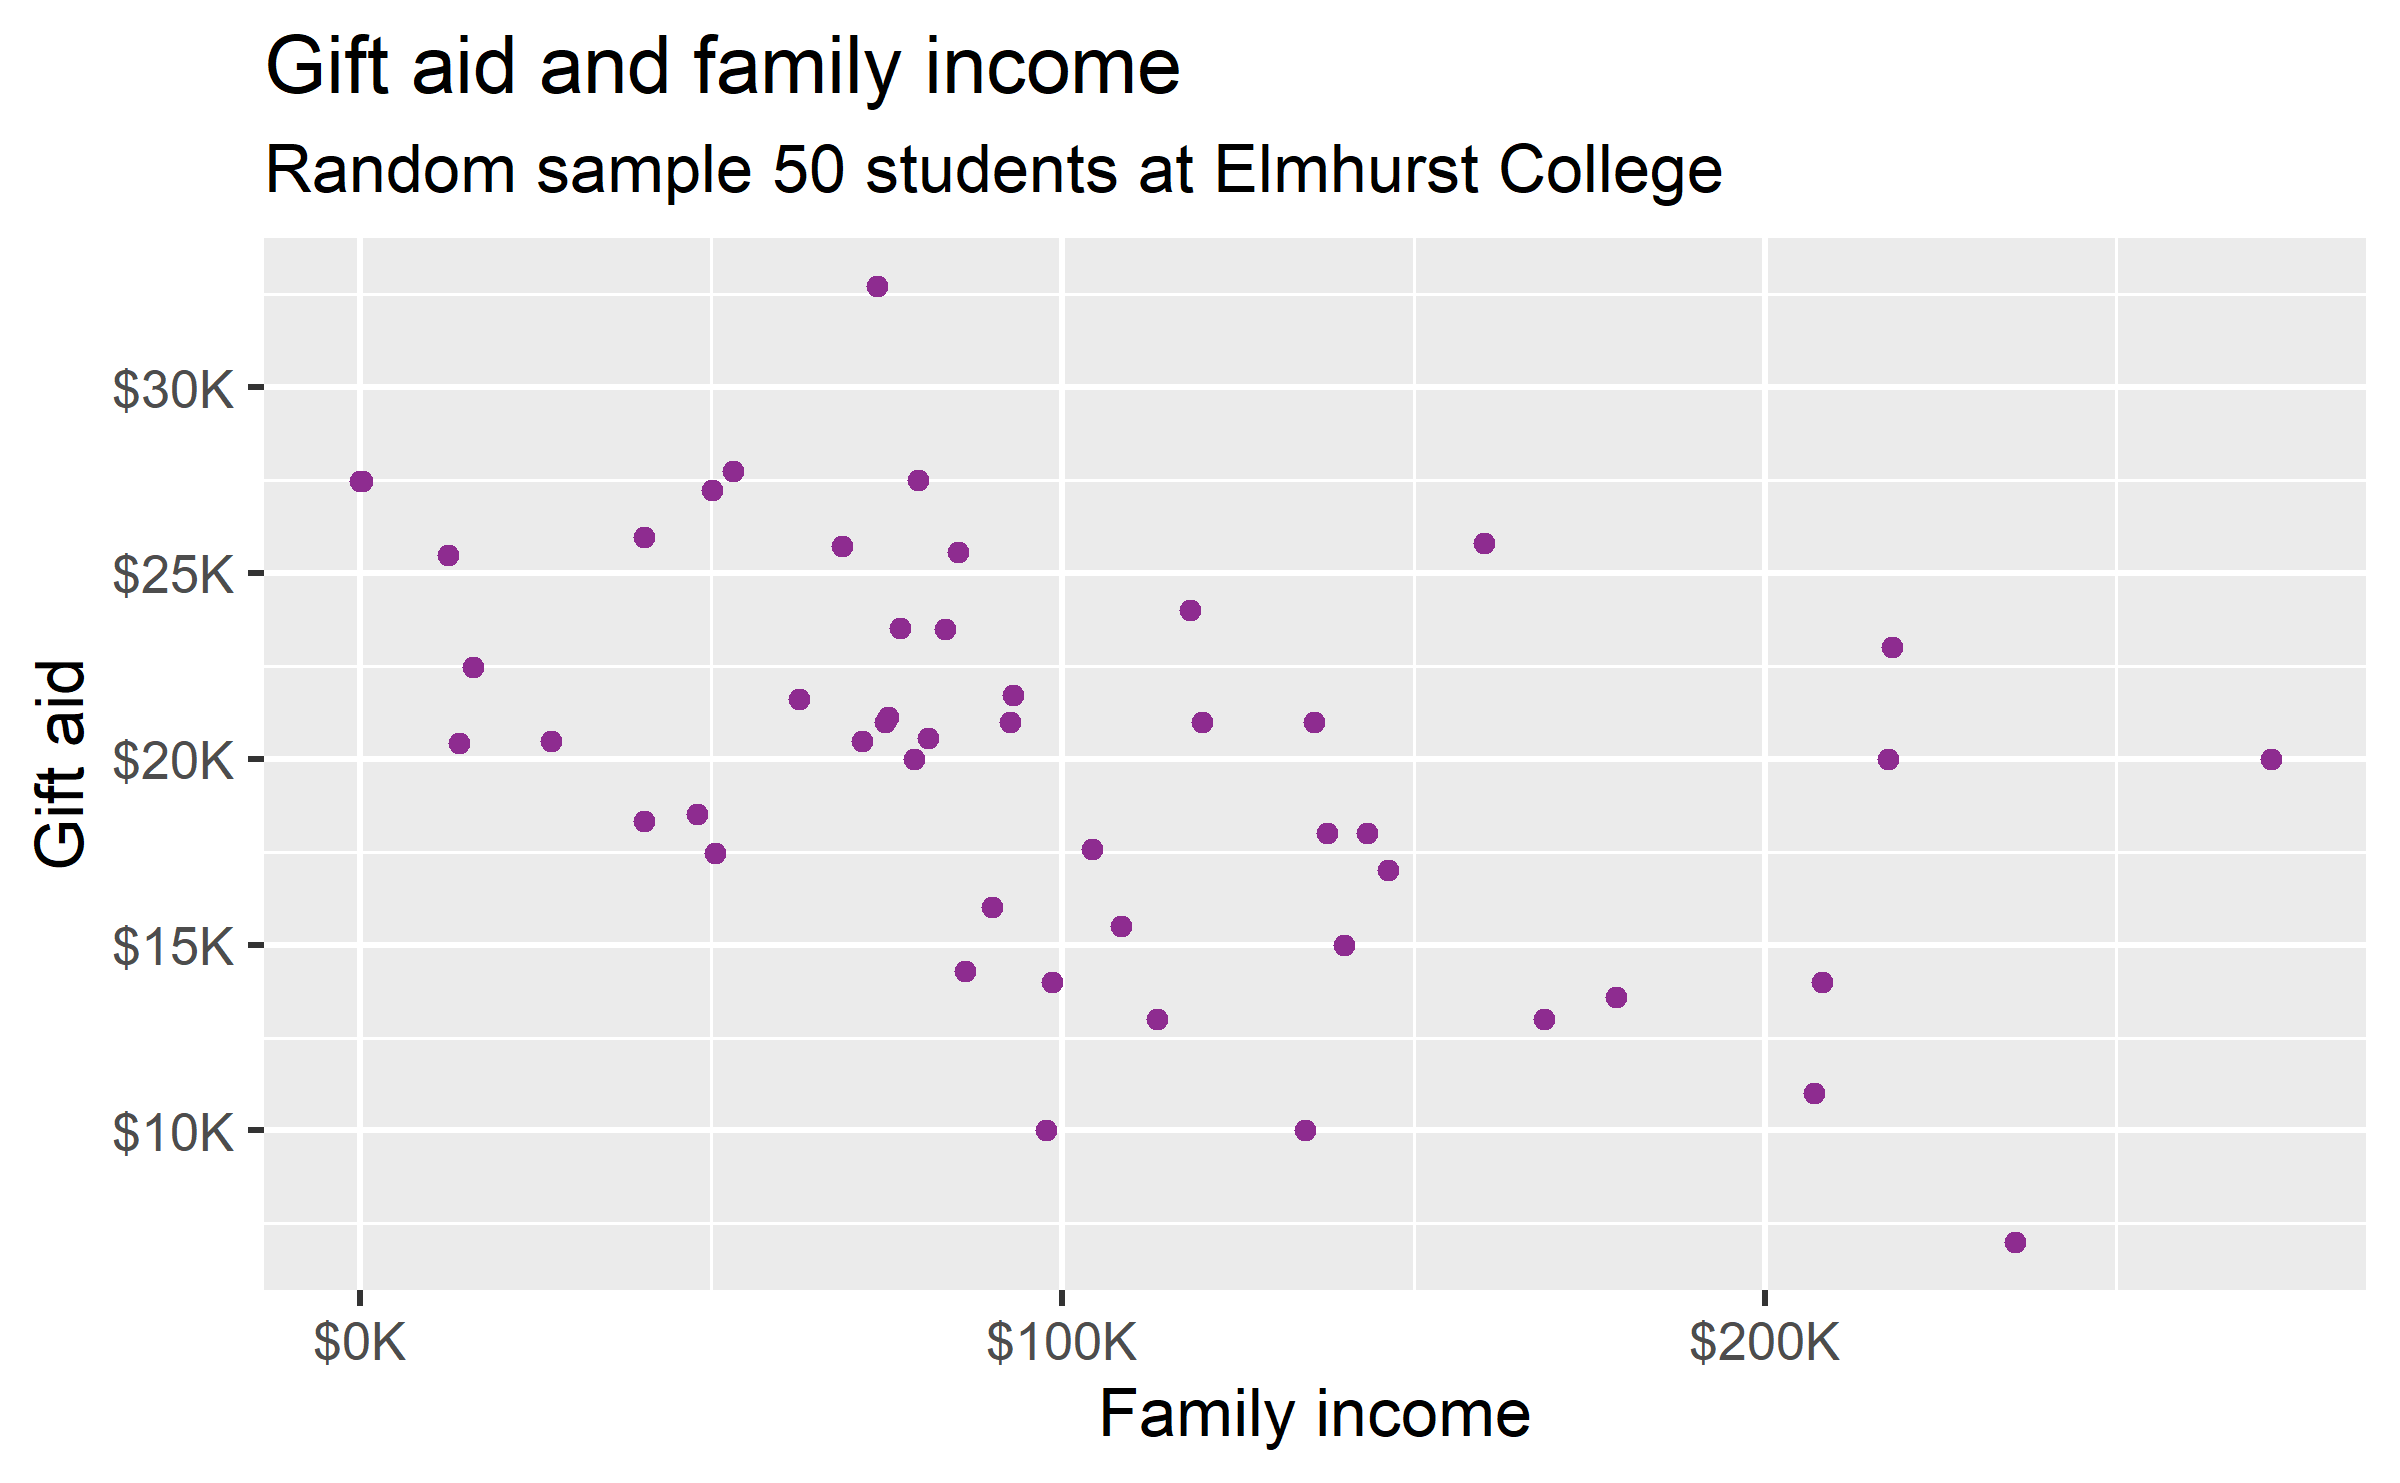 Gift aid and family income
Random sample 50 students at Elmhurst College
$30K
$25K
$20K
$15K
$10K
Gift aid
$0K $100K $200K
Family income